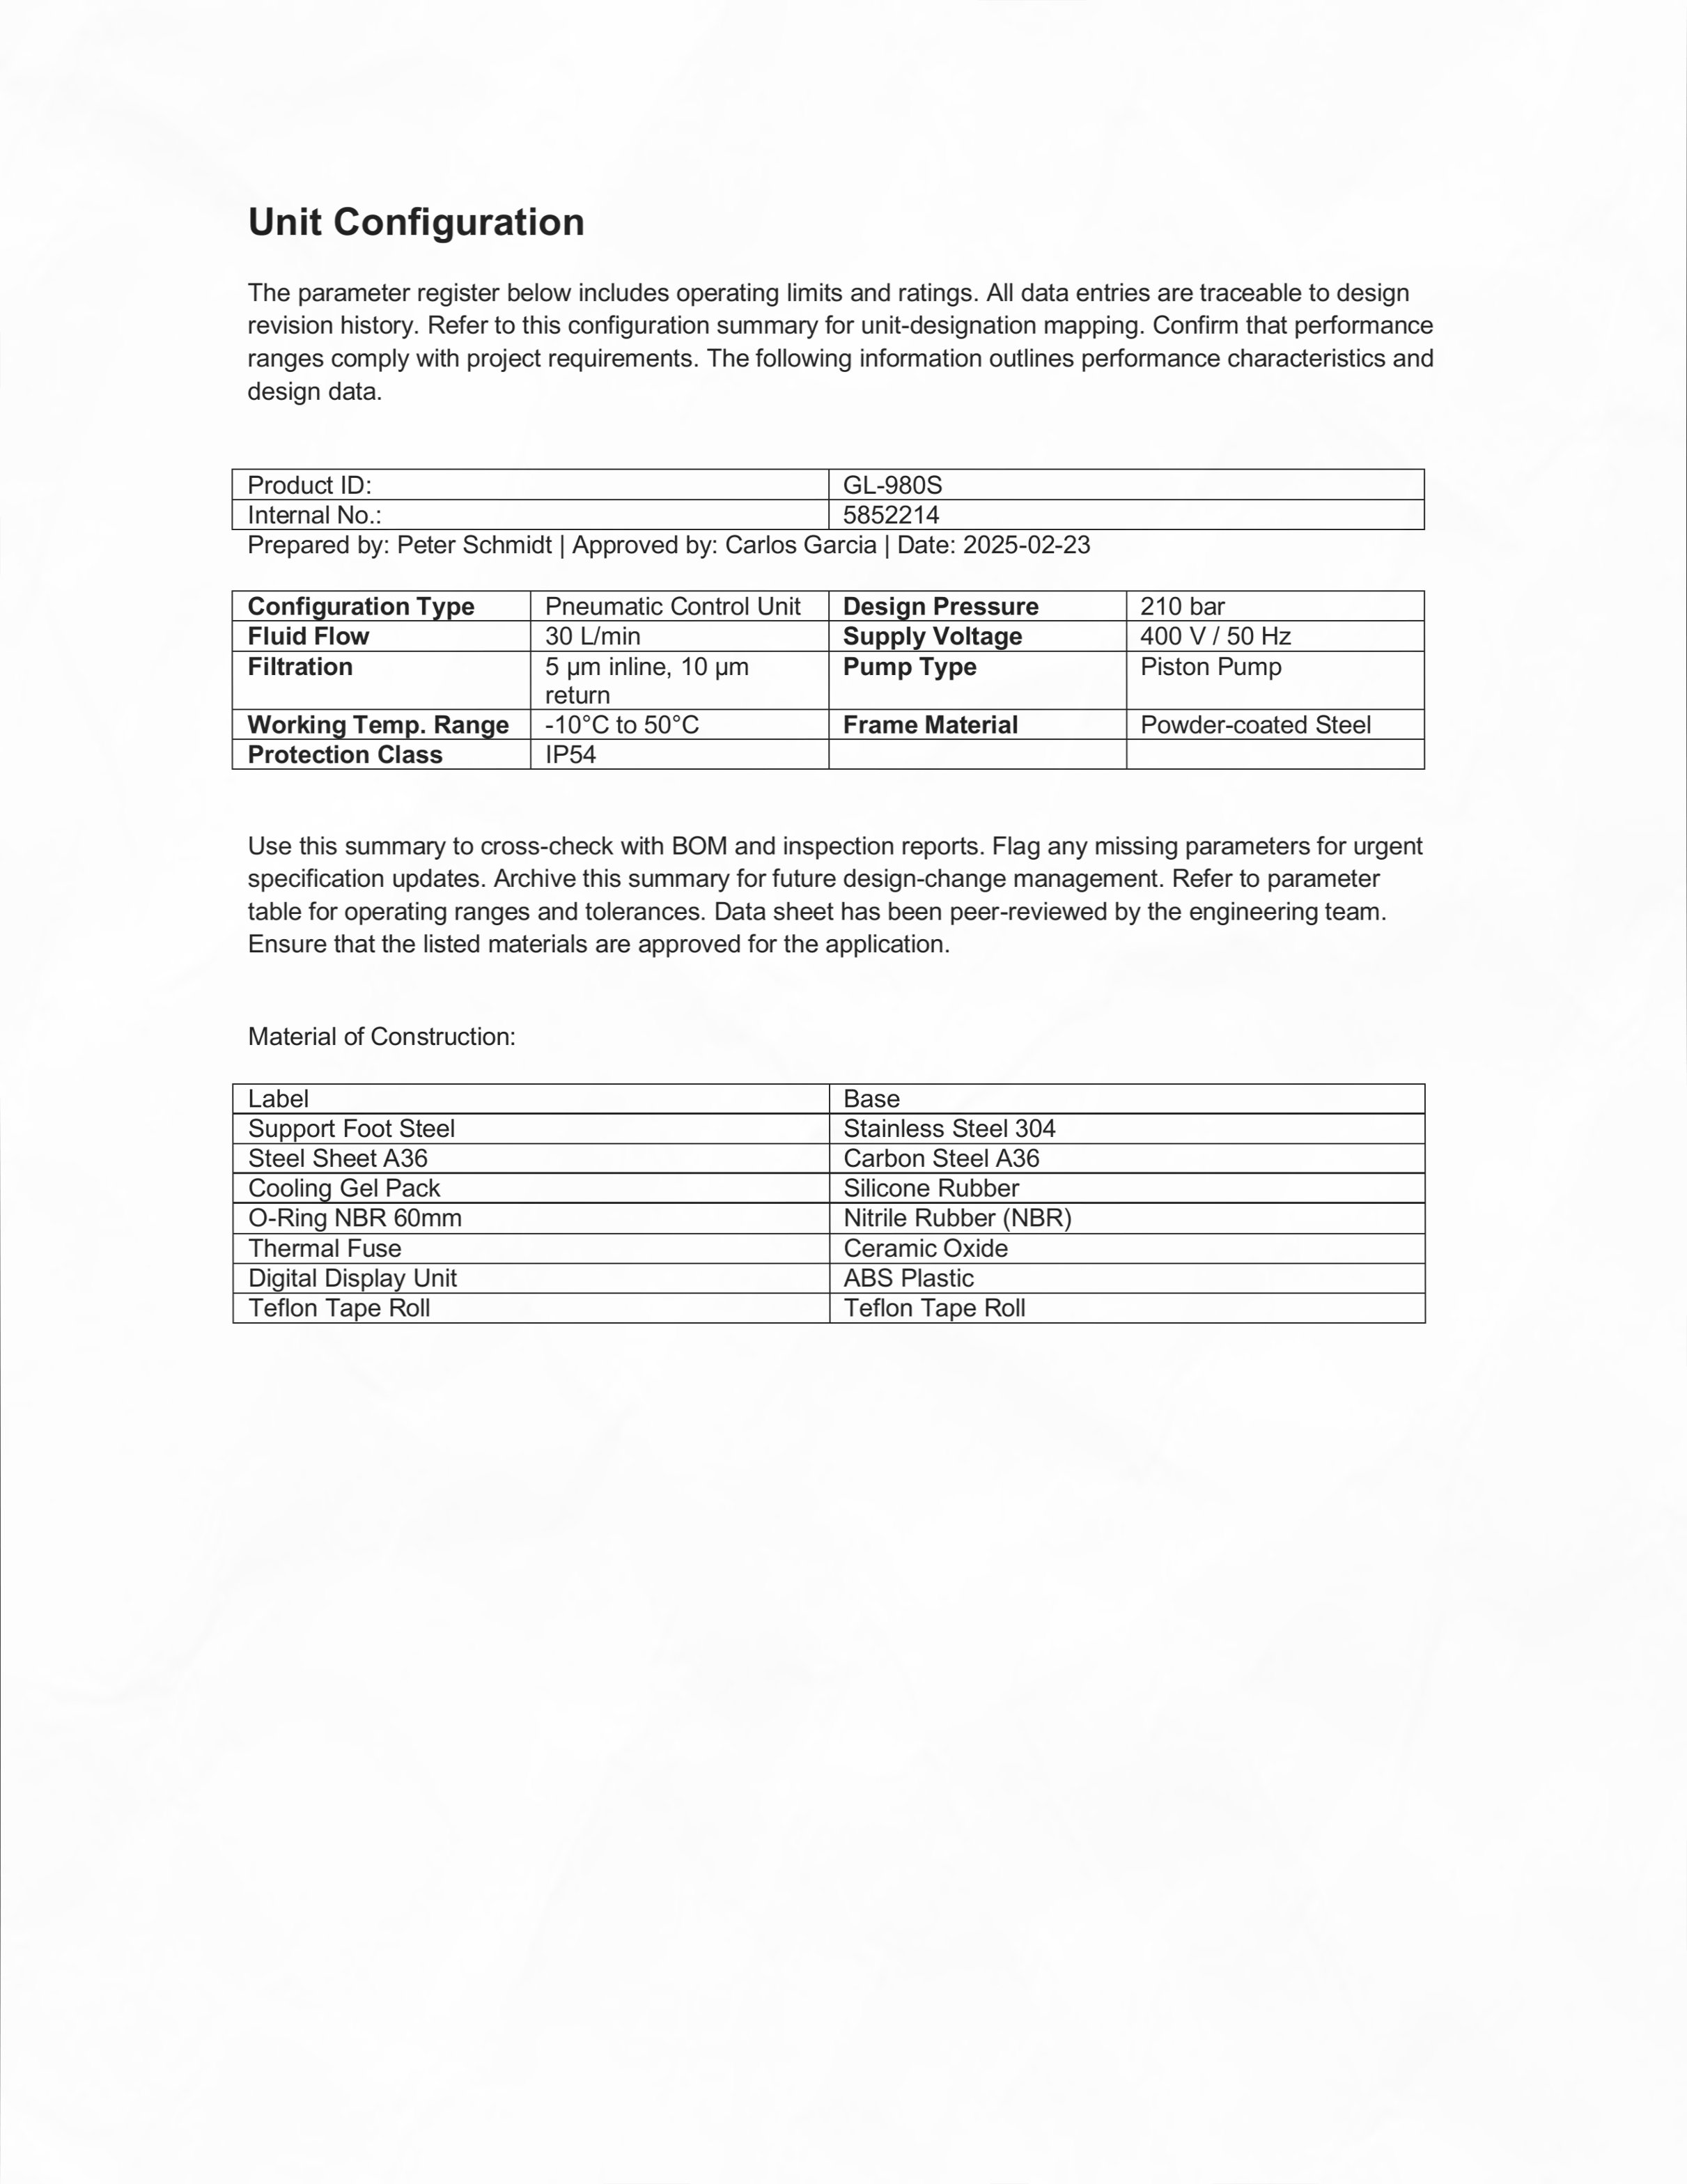 Unit Configuration
The parameter register below includes operating limits and ratings. All data entries are traceable to design
revision history. Refer to this configuration summary for unit-designation mapping. Confirm that performance
ranges comply with project requirements. The following information outlines performance characteristics and
design data.
Product ID: GL-980S
Internal No.: 5852214
Prepared by: Peter Schmidt | Approved by: Carlos Garcia | Date: 2025-02-23
Configuration Type Pneumatic Control Unit Design Pressure 210 bar
Fluid Flow 30 L/min Supply Voltage 400 V / 50 Hz
Filtration 5 µm inline, 10 µm Pump Type Piston Pump
return
Working Temp. Range -10°C to 50°C Frame Material Powder-coated Steel
Protection Class IP54
Use this summary to cross-check with BOM and inspection reports. Flag any missing parameters for urgent
specification updates. Archive this summary for future design-change management. Refer to parameter
table for operating ranges and tolerances. Data sheet has been peer-reviewed by the engineering team.
Ensure that the listed materials are approved for the application.
Material of Construction:
Label Base
Support Foot Steel Stainless Steel 304
Steel Sheet A36 Carbon Steel A36
Cooling Gel Pack Silicone Rubber
O-Ring NBR 60mm Nitrile Rubber (NBR)
Thermal Fuse Ceramic Oxide
Digital Display Unit ABS Plastic
Teflon Tape Roll Teflon Tape Roll